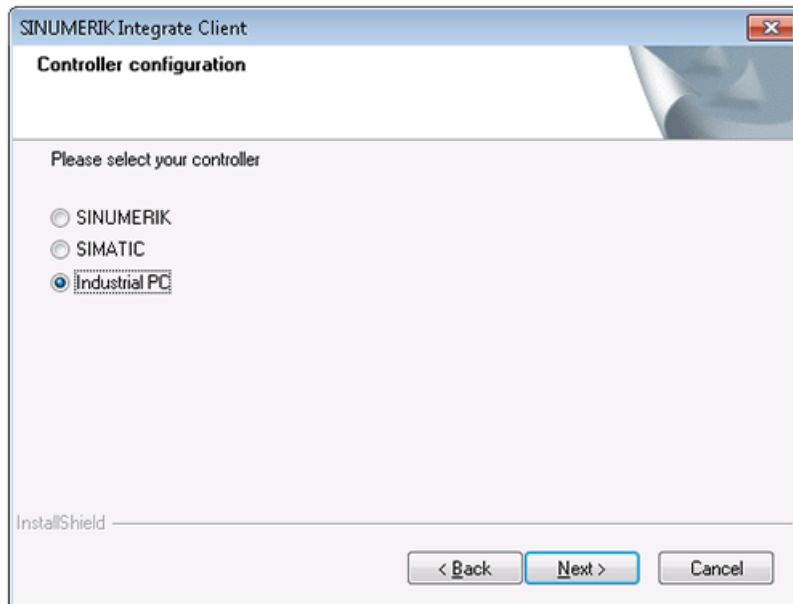 SINUMERIK Integrate Client
Controller configuration
Please select your controller
SINUMERIK
SIMATIC
Industrial PC
InstallShield
< Back Next > Cancel